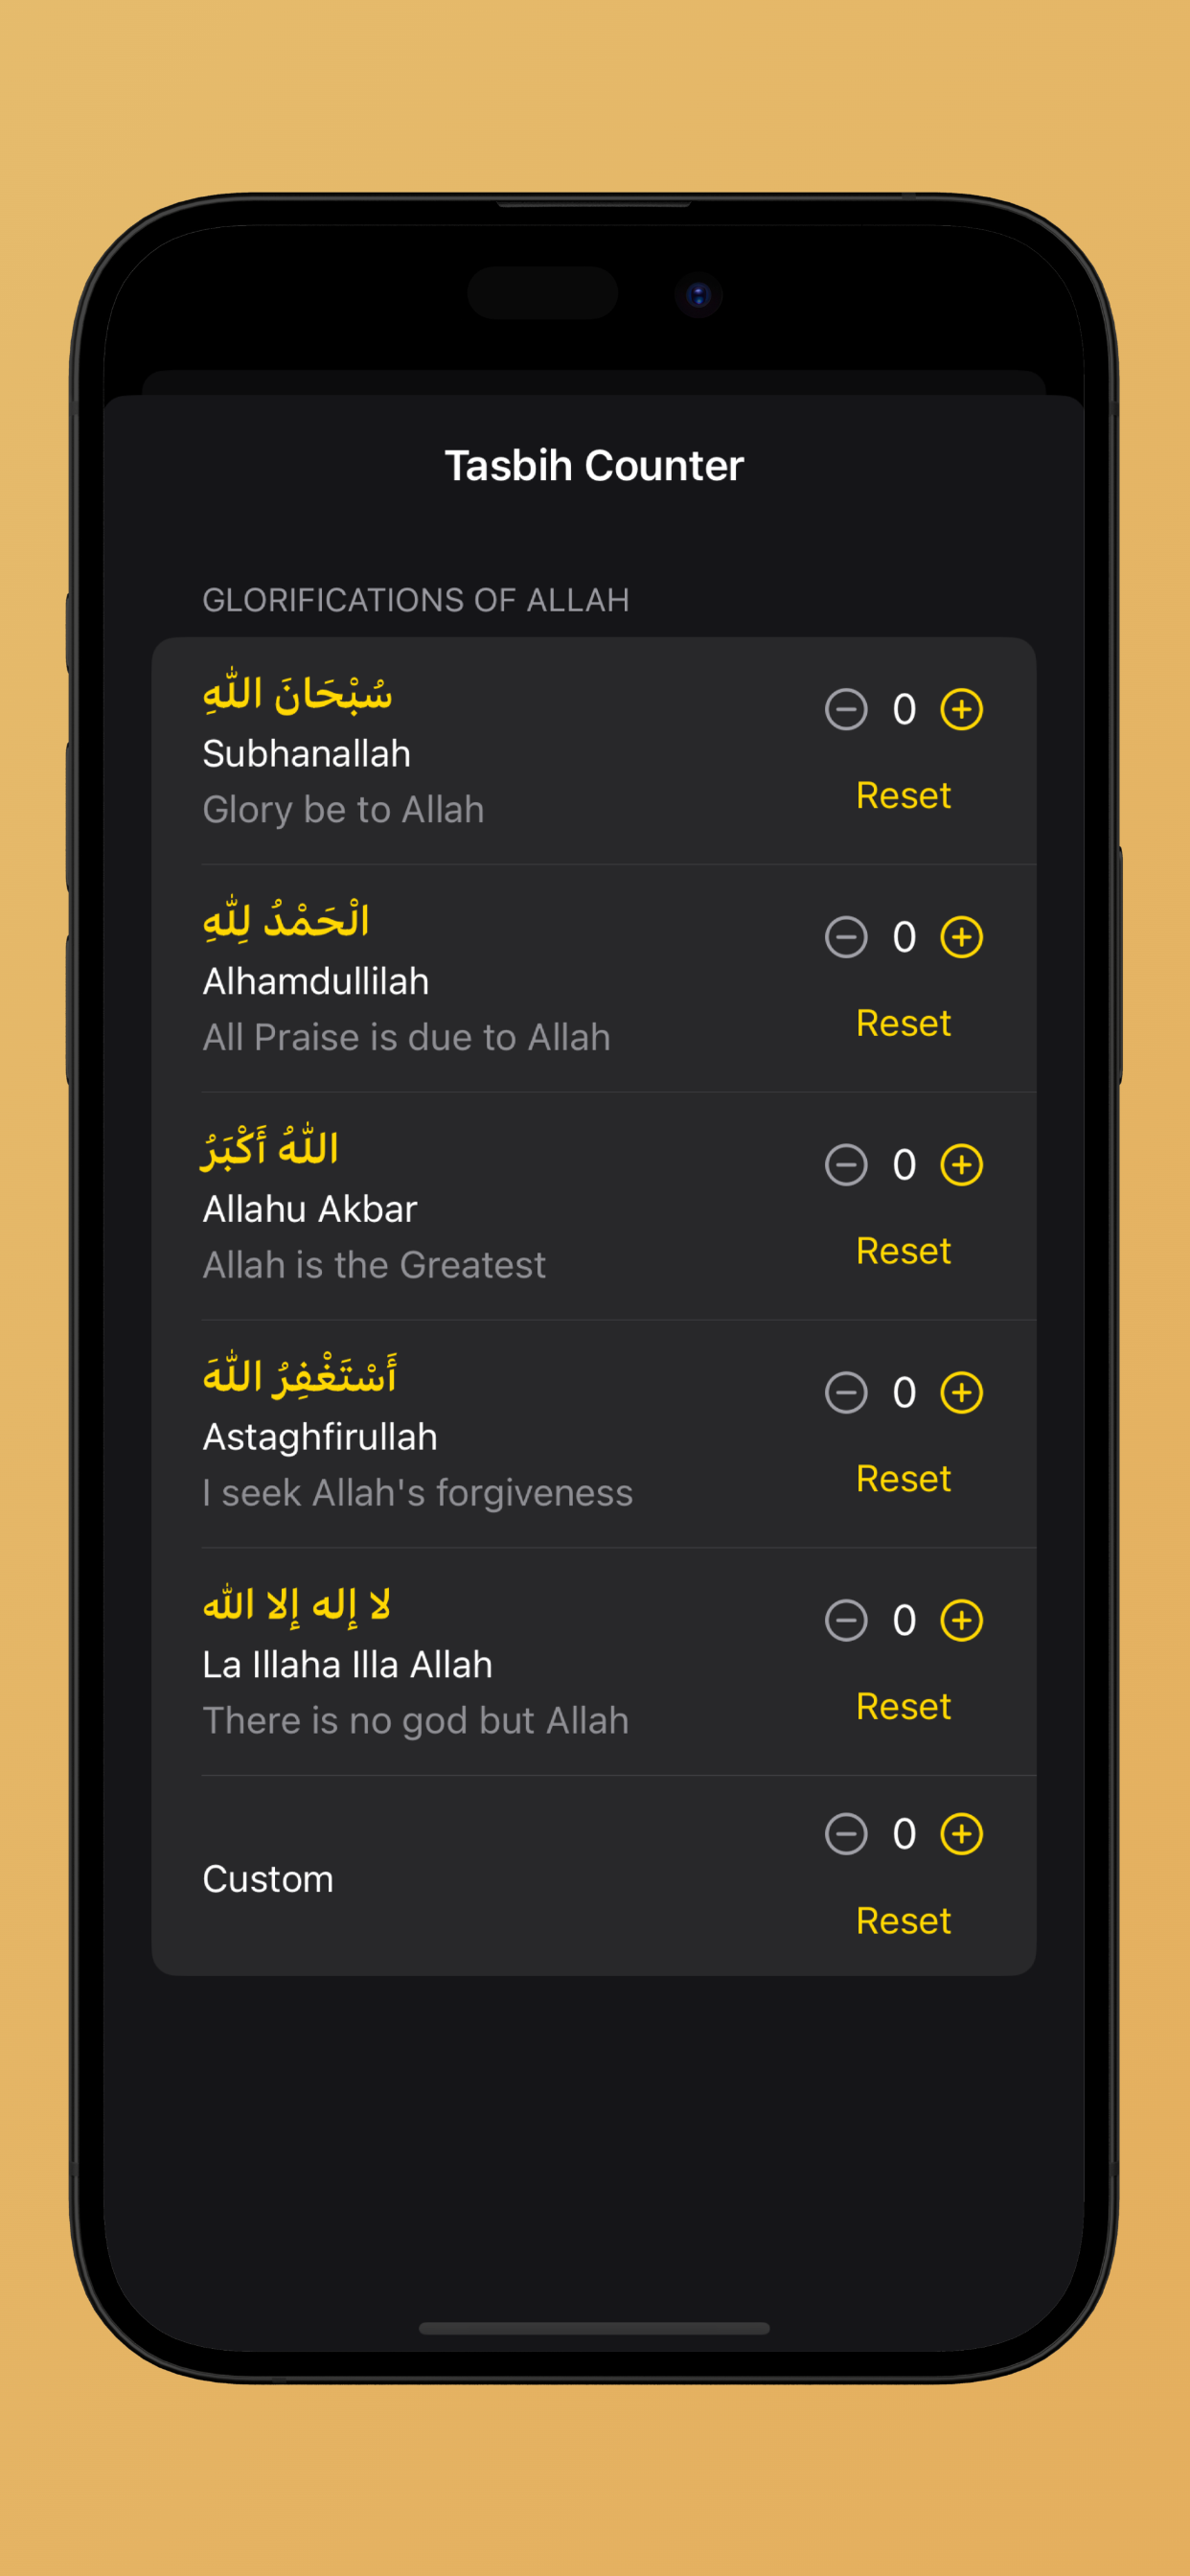 Tasbih Counter
GLORIFICATIONS OF ALLAH
سُبْحَانَ اللَّهِ
0
Subhanallah
Reset
Glory be to Allah
الْحَمْدُ لِلَّهِ
0
Alhamdullilah
Reset
All Praise is due to Allah
اللَّهُ أَكْبَرُ
0
Allahu Akbar
Reset
Allah is the Greatest
أَسْتَغْفِرُ اللَّهَ
0
Astaghfirullah
Reset
I seek Allah's forgiveness
لا إله إلا الله
0
La Illaha Illa Allah
Reset
There is no god but Allah
0
Custom
Reset